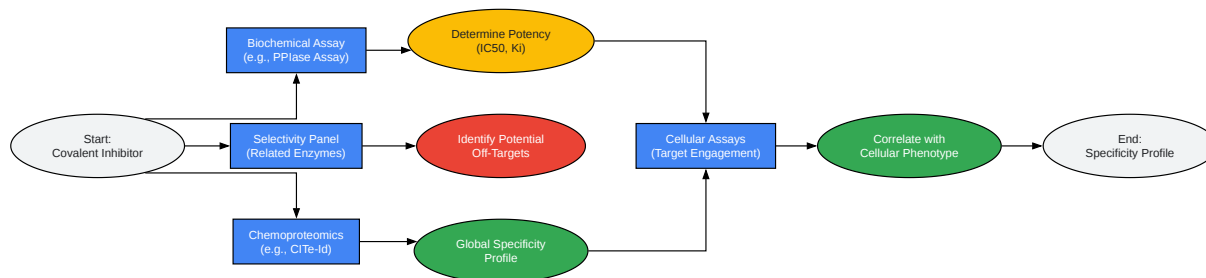 Start:
Covalent Inhibitor
Biochemical Assay
(e.g., PPIase Assay)
Determine Potency
(IC50, Ki)
Selectivity Panel
(Related Enzymes)
Identify Potential
Off-Targets
Chemoproteomics
(e.g., CITe-Id)
Global Specificity
Profile
Cellular Assays
(Target Engagement)
Correlate with
Cellular Phenotype
End:
Specificity Profile